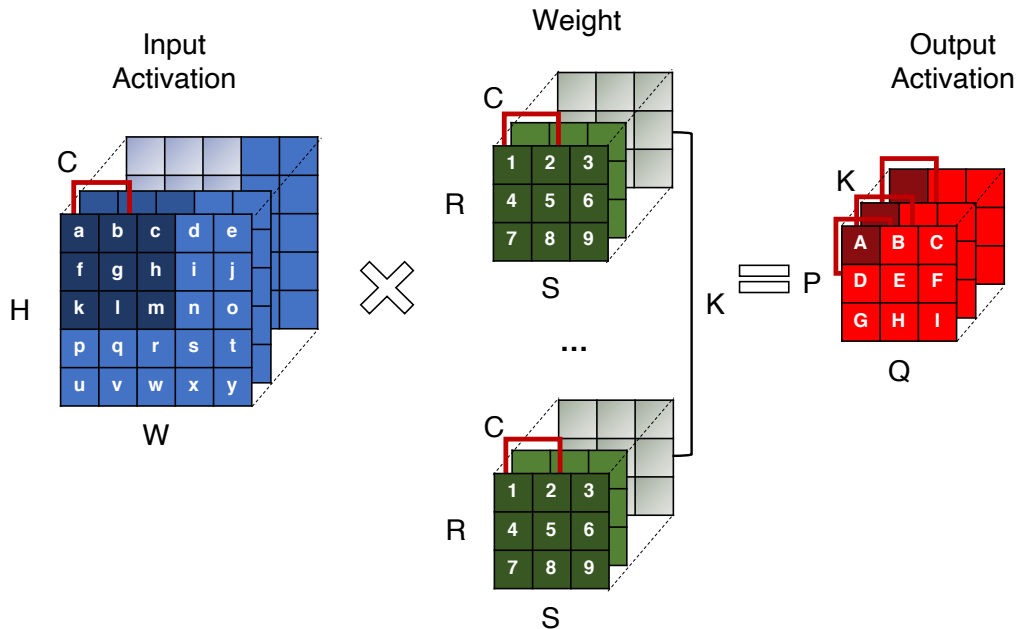 Input
Activation
Weight
Output
Activation
C
a b c d e
f g h i j
k l m n o
p q r s t
u v w x y
H
W
C
1 2 3
4 5 6
7 8 9
R
S
...
C
1 2 3
4 5 6
7 8 9
R
S
K
K
A B C
D E F
G H I
P
Q